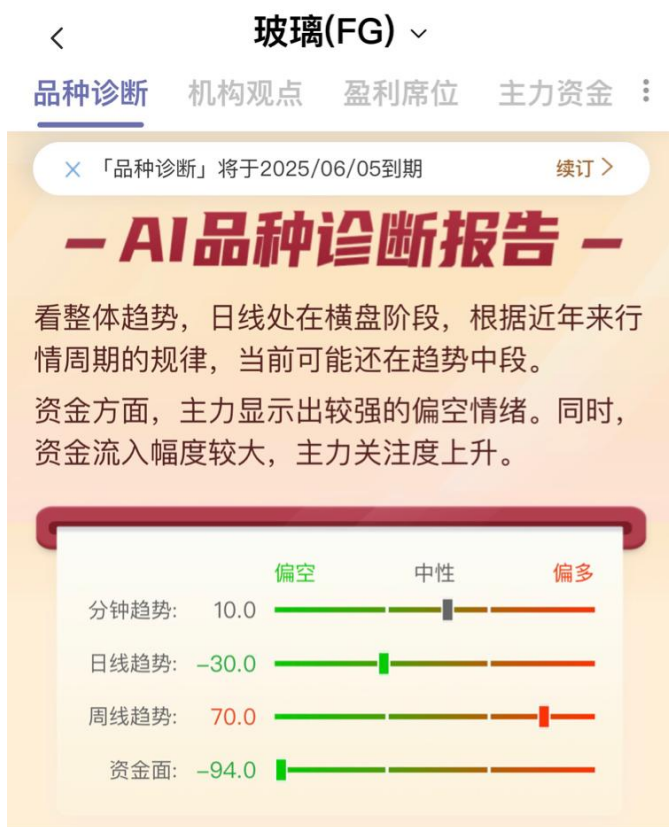 玻璃(FG)
品种诊断 机构观点 盈利席位 主力资金
「品种诊断」将于2025/06/05到期 续订
AI品种诊断报告
看整体趋势，日线处在横盘阶段，根据近年来行
情周期的规律，当前可能还在趋势中段。
资金方面，主力显示出较强的偏空情绪。同时，
资金流入幅度较大，主力关注度上升。
偏空 中性 偏多
分钟趋势: 10.0
日线趋势: -30.0
周线趋势: 70.0
资金面: -94.0